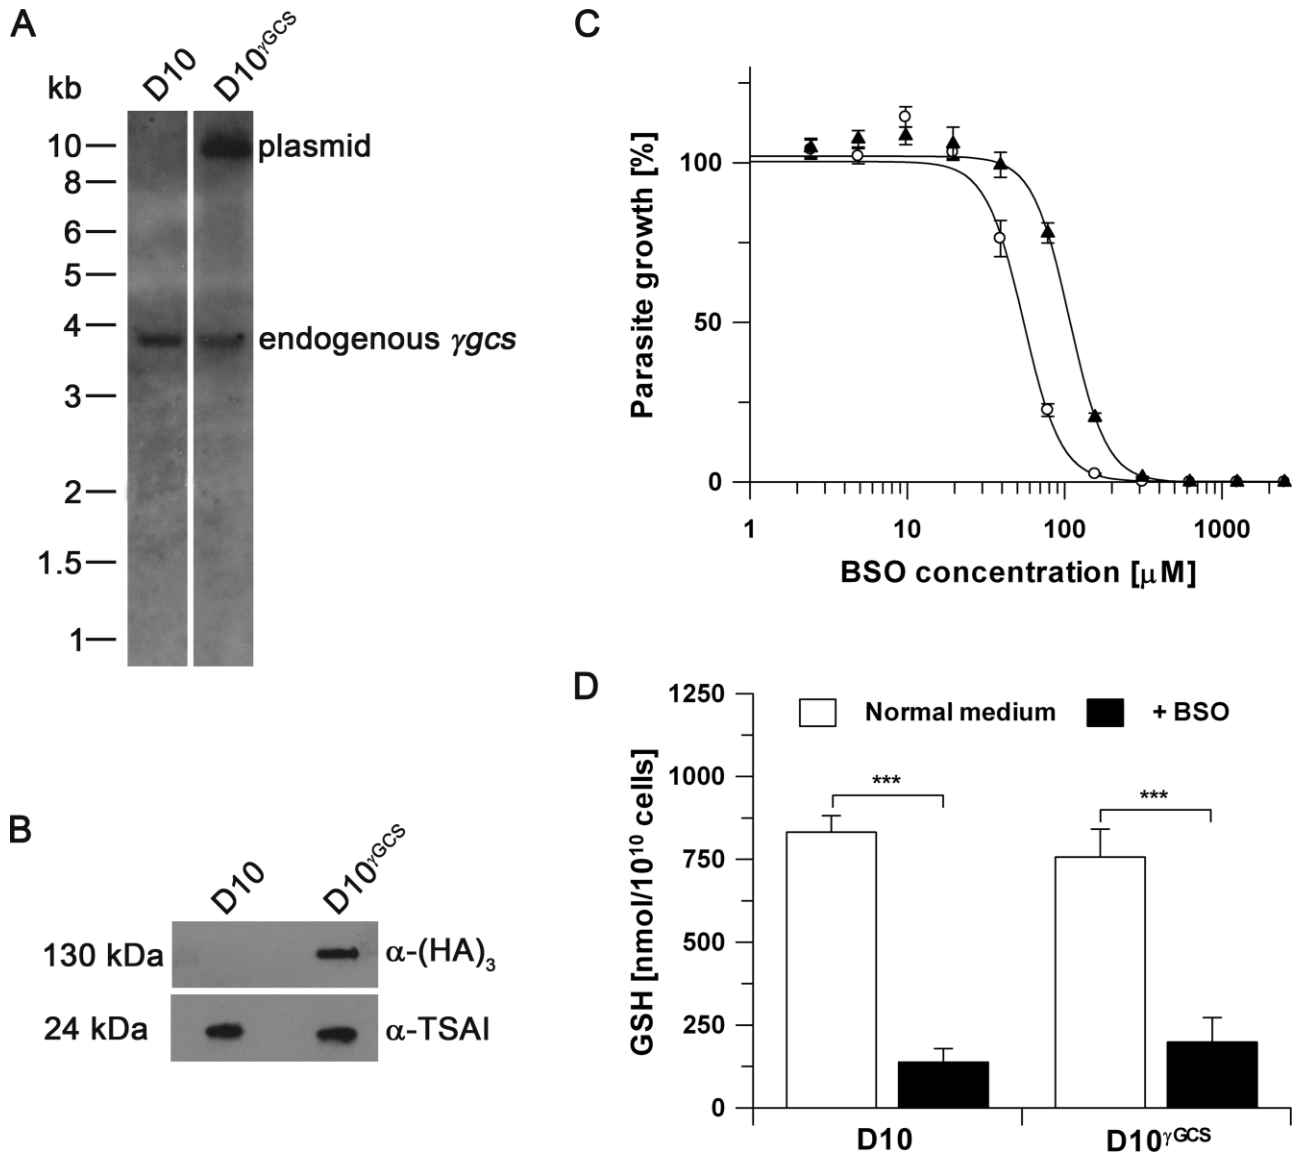 A
D10
D10γGCS
kb
10
8
6
5
4
3
2
1.5
1
plasmid
endogenous γgcs
B
D10
D10γGCS
130 kDa
α-(HA)3
24 kDa
α-TSAI
C
Parasite growth [%]
100
50
0
1
10
100
1000
BSO concentration [μM]
D
GSH [nmol/10¹⁰ cells]
1250
1000
750
500
250
0
Normal medium
+ BSO
***
***
D10
D10γGCS